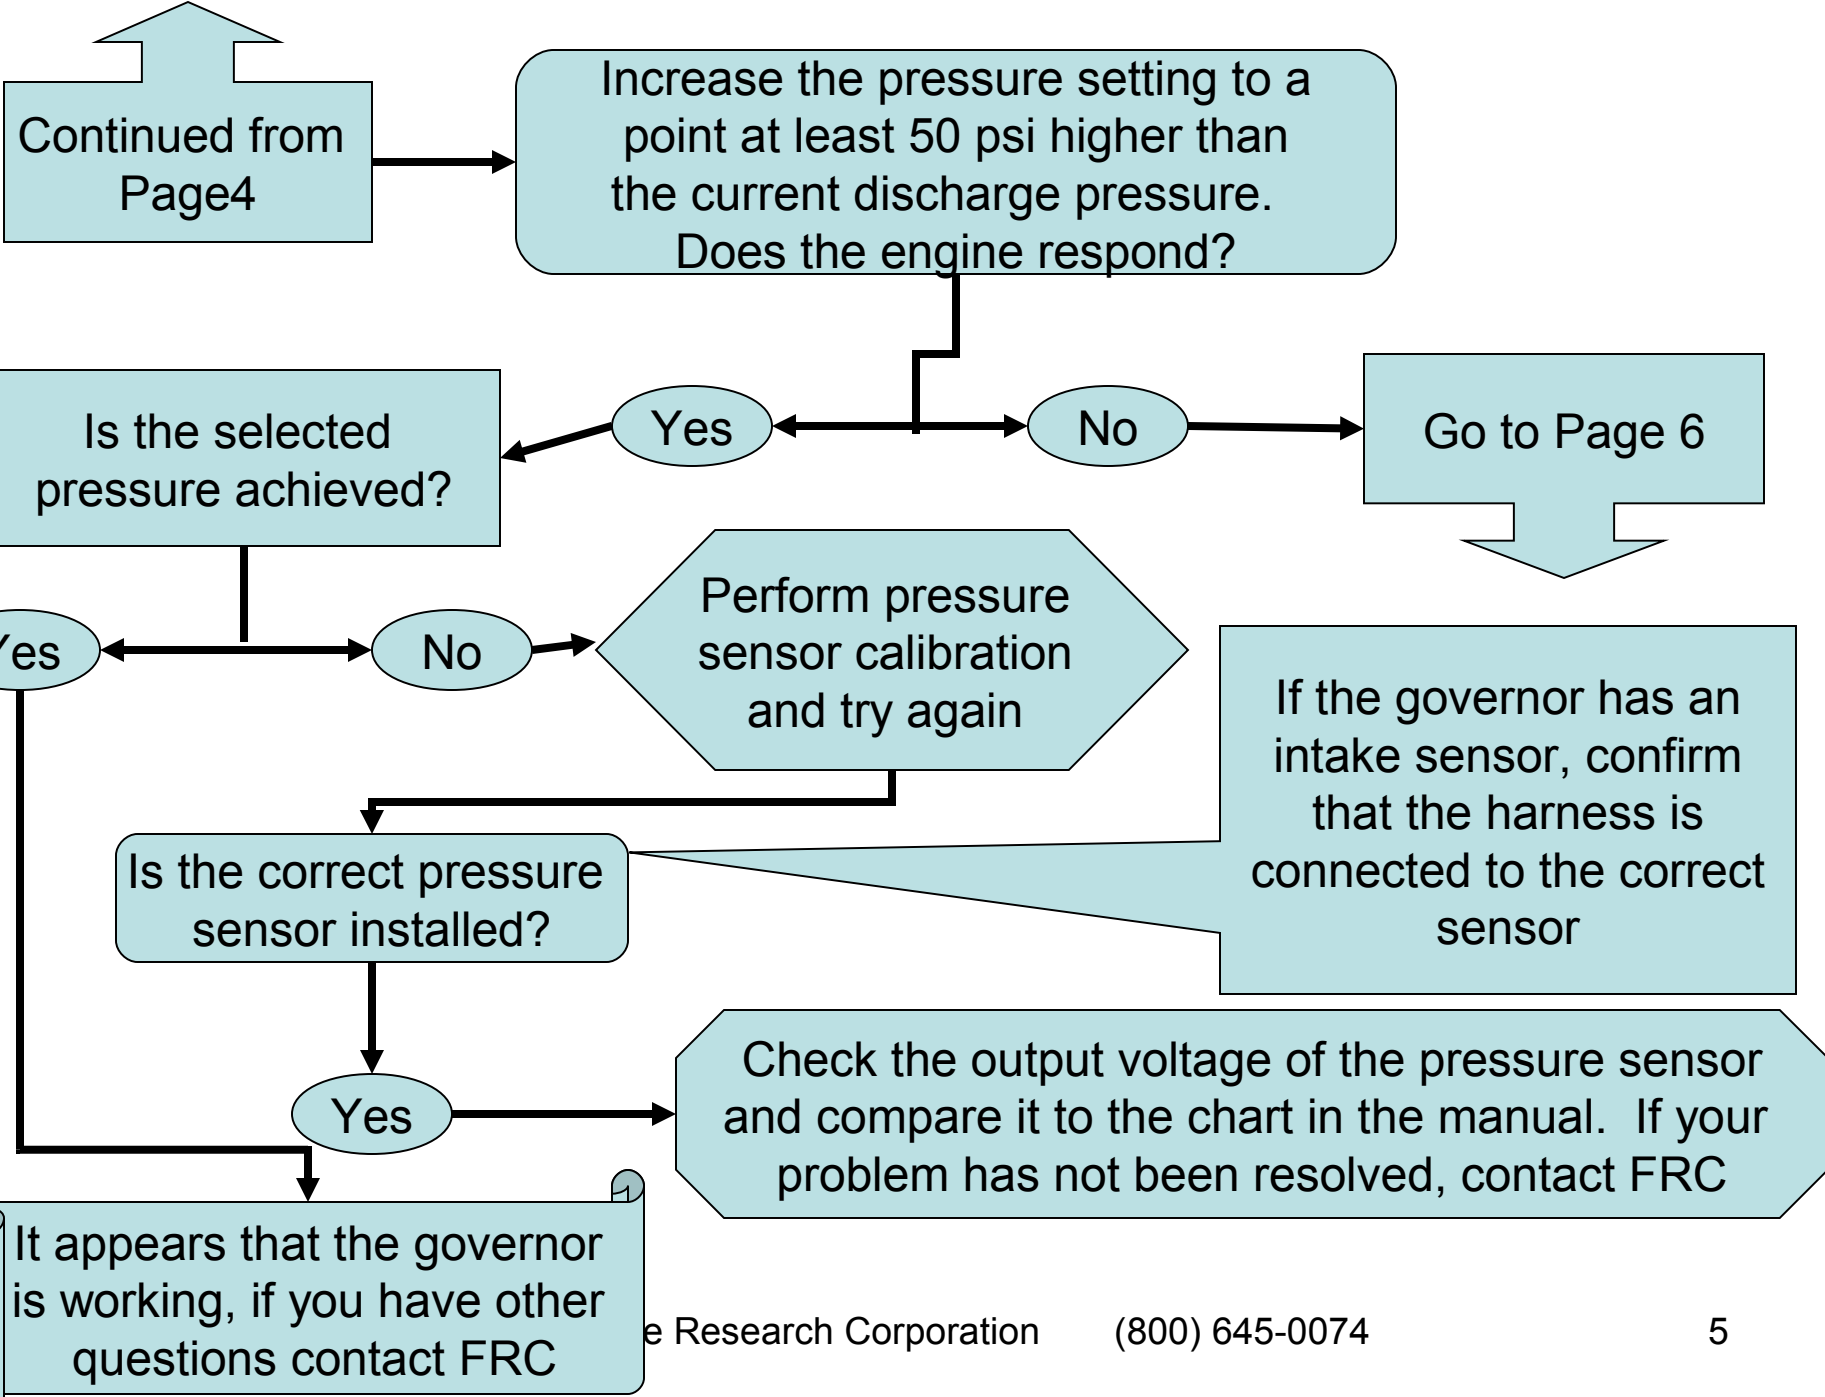 Continued from
Page4
Increase the pressure setting to a
point at least 50 psi higher than
the current discharge pressure.
Does the engine respond?
Yes
No
Go to Page 6
Is the selected
pressure achieved?
Yes
No
Perform pressure
sensor calibration
and try again
If the governor has an
intake sensor, confirm
that the harness is
connected to the correct
sensor
Is the correct pressure
sensor installed?
Yes
Check the output voltage of the pressure sensor
and compare it to the chart in the manual.  If your
problem has not been resolved, contact FRC
It appears that the governor
is working, if you have other
questions contact FRC
e Research Corporation (800) 645-0074 5